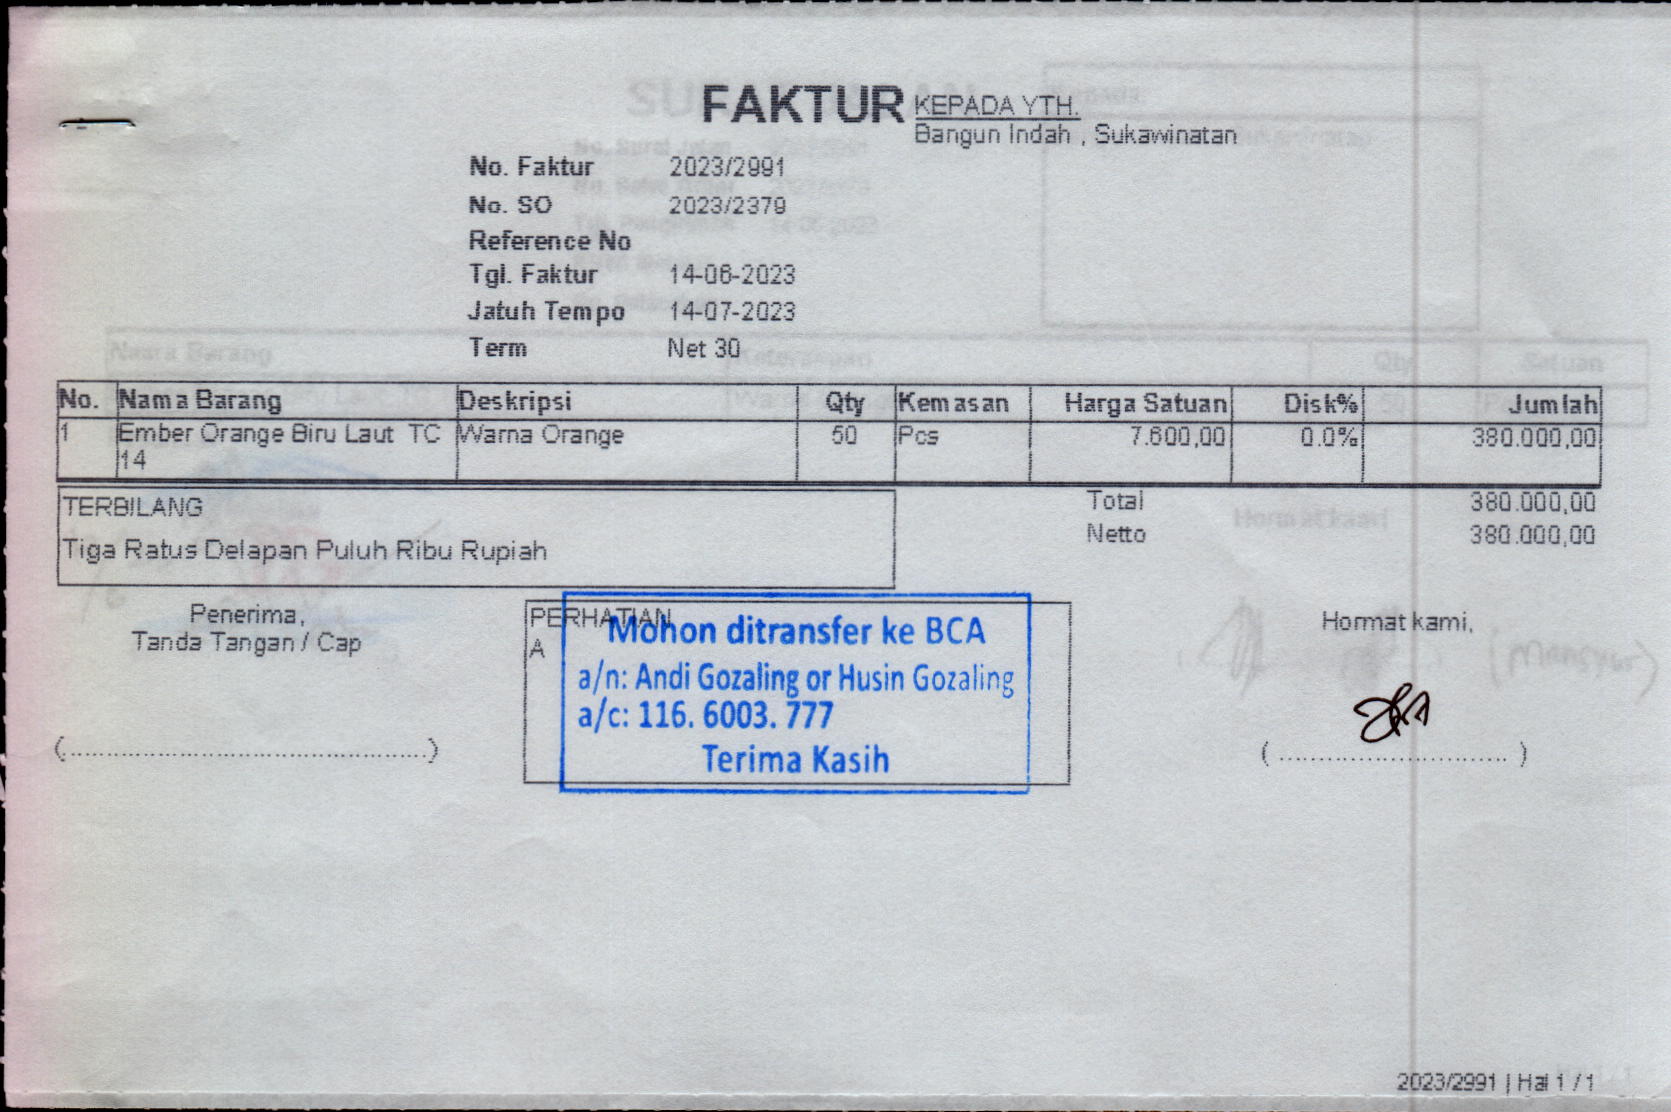 FAKTUR
KEPADA YTH.
Bangun Indah , Sukawinatan
No. Faktur 2023/2991
No. SO 2023/2379
Reference No
Tgl. Faktur 14-06-2023
Jatuh Tempo 14-07-2023
Term Net 30
No. Nama Barang Deskripsi Qty Kemasan Harga Satuan Disk% Jumlah
1 Ember Orange Biru Laut TC Warna Orange 50 Pcs 7.600,00 0.0% 380.000,00
14
TERBILANG
Tiga Ratus Delapan Puluh Ribu Rupiah
Total 380.000,00
Netto 380.000,00
Penerima,
Tanda Tangan / Cap
(....................................................)
PERHATIAN
A
Mohon ditransfer ke BCA
a/n: Andi Gozaling or Husin Gozaling
a/c: 116. 6003. 777
Terima Kasih
Hormat kami,
( ................................. )
2023/2991 | Hal 1 / 1